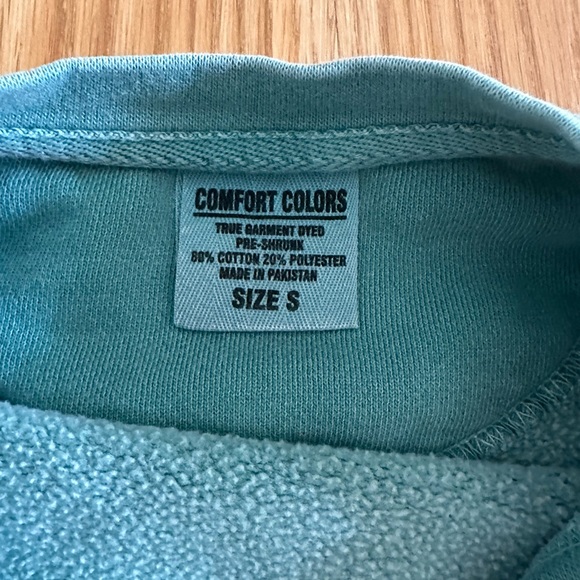 COMFORT COLORS
TRUE GARMENT DYED
PRE-SHRUNK
80% COTTON 20% POLYESTER
MADE IN PAKISTAN
SIZE S